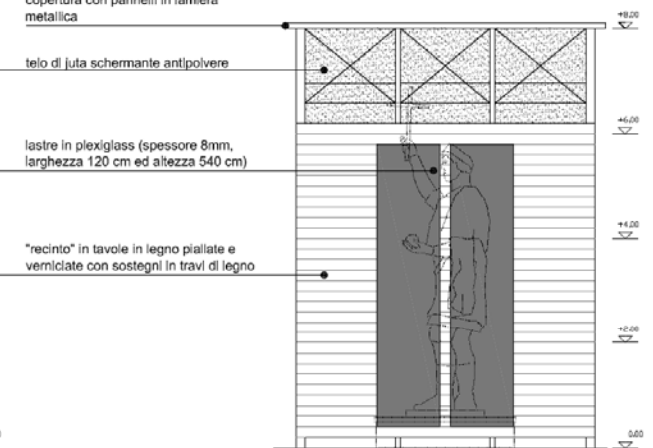 copertura con pannelli in lamiera
metallica
telo di juta schermante antipolvere
lastre in plexiglass (spessore 8mm,
larghezza 120 cm ed altezza 540 cm)
"recinto" in tavole in legno piallate e
verniciate con sostegni in travi di legno
+8.00
+6.00
+4.00
+2.00
0.00